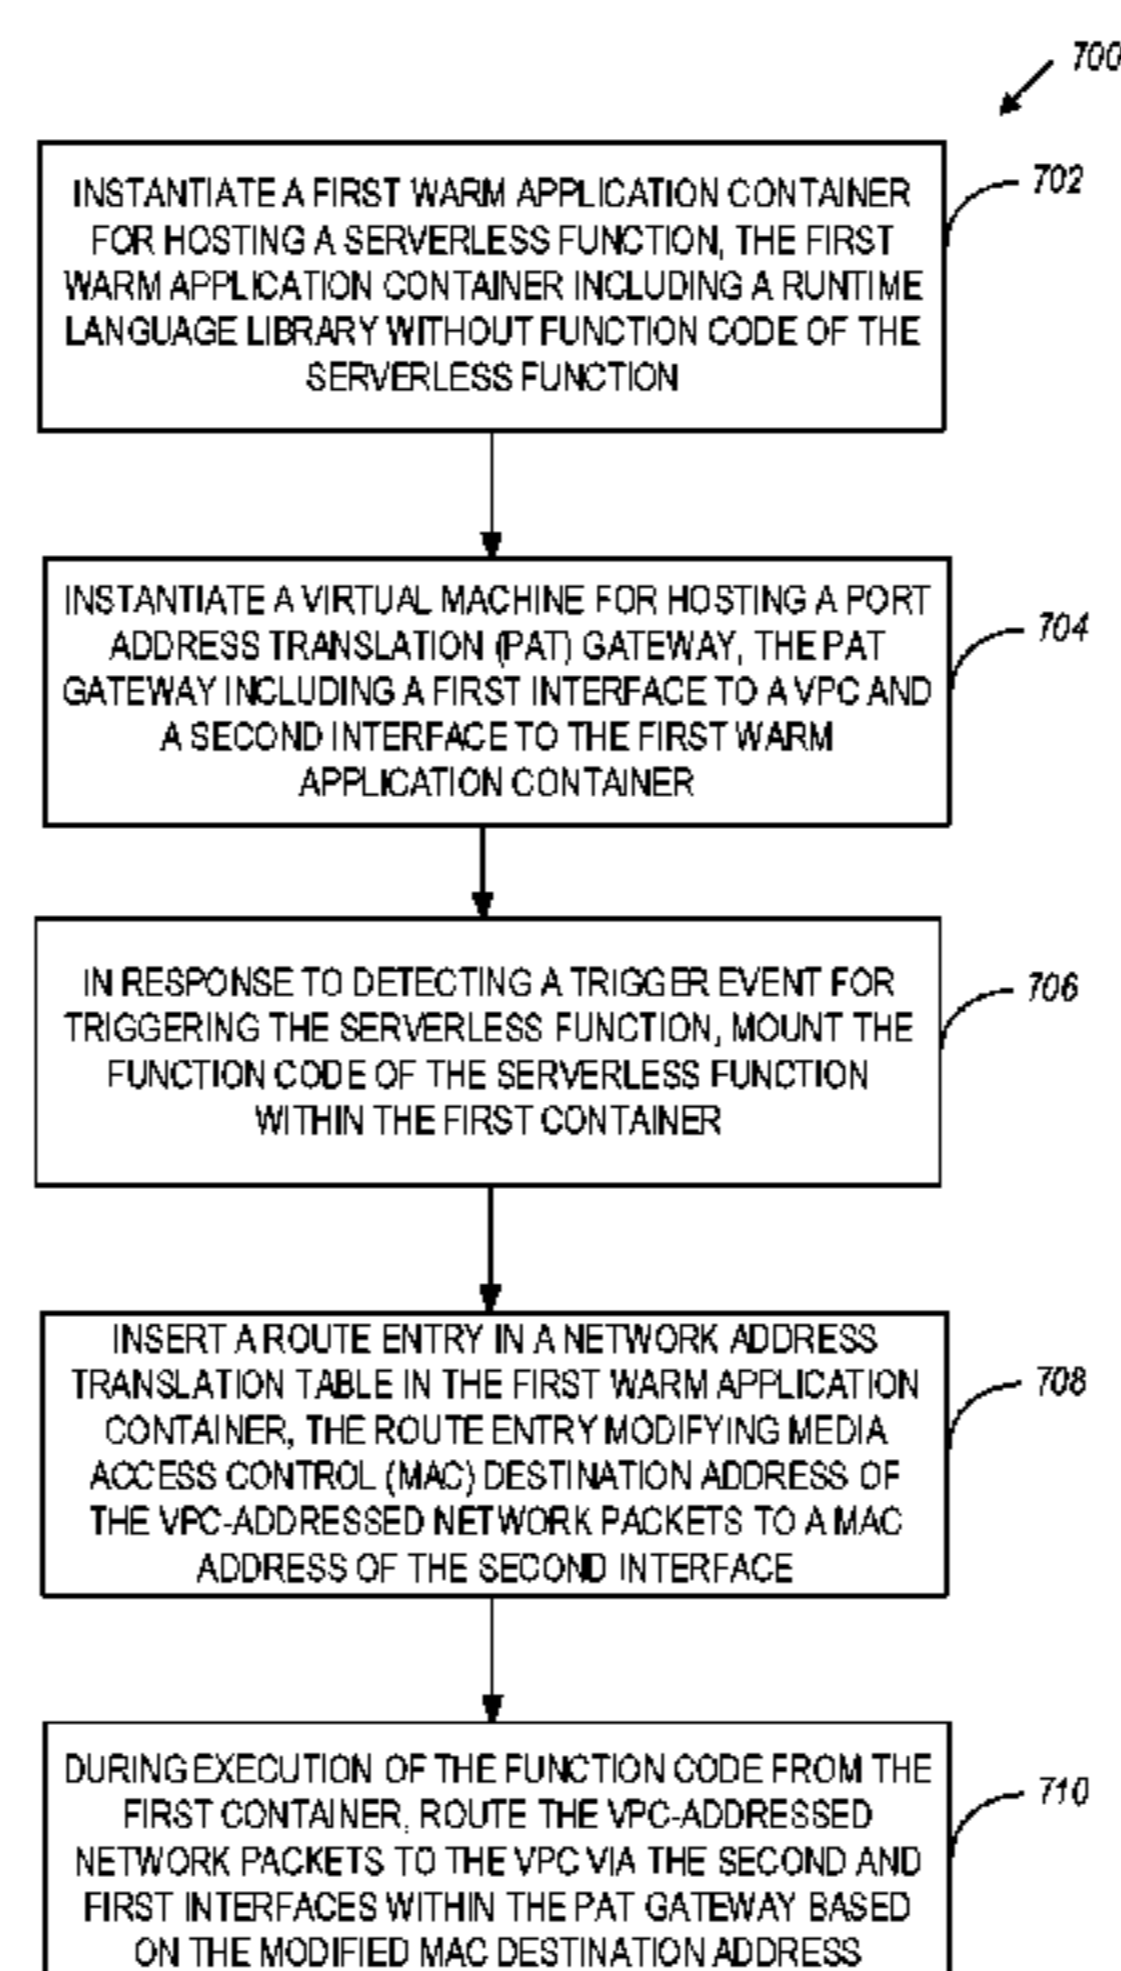 700
INSTANTIATE A FIRST WARM APPLICATION CONTAINER
FOR HOSTING A SERVERLESS FUNCTION, THE FIRST
WARM APPLICATION CONTAINER INCLUDING A RUNTIME
LANGUAGE LIBRARY WITHOUT FUNCTION CODE OF THE
SERVERLESS FUNCTION
702
INSTANTIATE A VIRTUAL MACHINE FOR HOSTING A PORT
ADDRESS TRANSLATION (PAT) GATEWAY, THE PAT
GATEWAY INCLUDING A FIRST INTERFACE TO A VPC AND
A SECOND INTERFACE TO THE FIRST WARM
APPLICATION CONTAINER
704
IN RESPONSE TO DETECTING A TRIGGER EVENT FOR
TRIGGERING THE SERVERLESS FUNCTION, MOUNT THE
FUNCTION CODE OF THE SERVERLESS FUNCTION
WITHIN THE FIRST CONTAINER
706
INSERT A ROUTE ENTRY IN A NETWORK ADDRESS
TRANSLATION TABLE IN THE FIRST WARM APPLICATION
CONTAINER, THE ROUTE ENTRY MODIFYING MEDIA
ACCESS CONTROL (MAC) DESTINATION ADDRESS OF
THE VPC-ADDRESSED NETWORK PACKETS TO A MAC
ADDRESS OF THE SECOND INTERFACE
708
DURING EXECUTION OF THE FUNCTION CODE FROM THE
FIRST CONTAINER, ROUTE THE VPC-ADDRESSED
NETWORK PACKETS TO THE VPC VIA THE SECOND AND
FIRST INTERFACES WITHIN THE PAT GATEWAY BASED
ON THE MODIFIED MAC DESTINATION ADDRESS
710